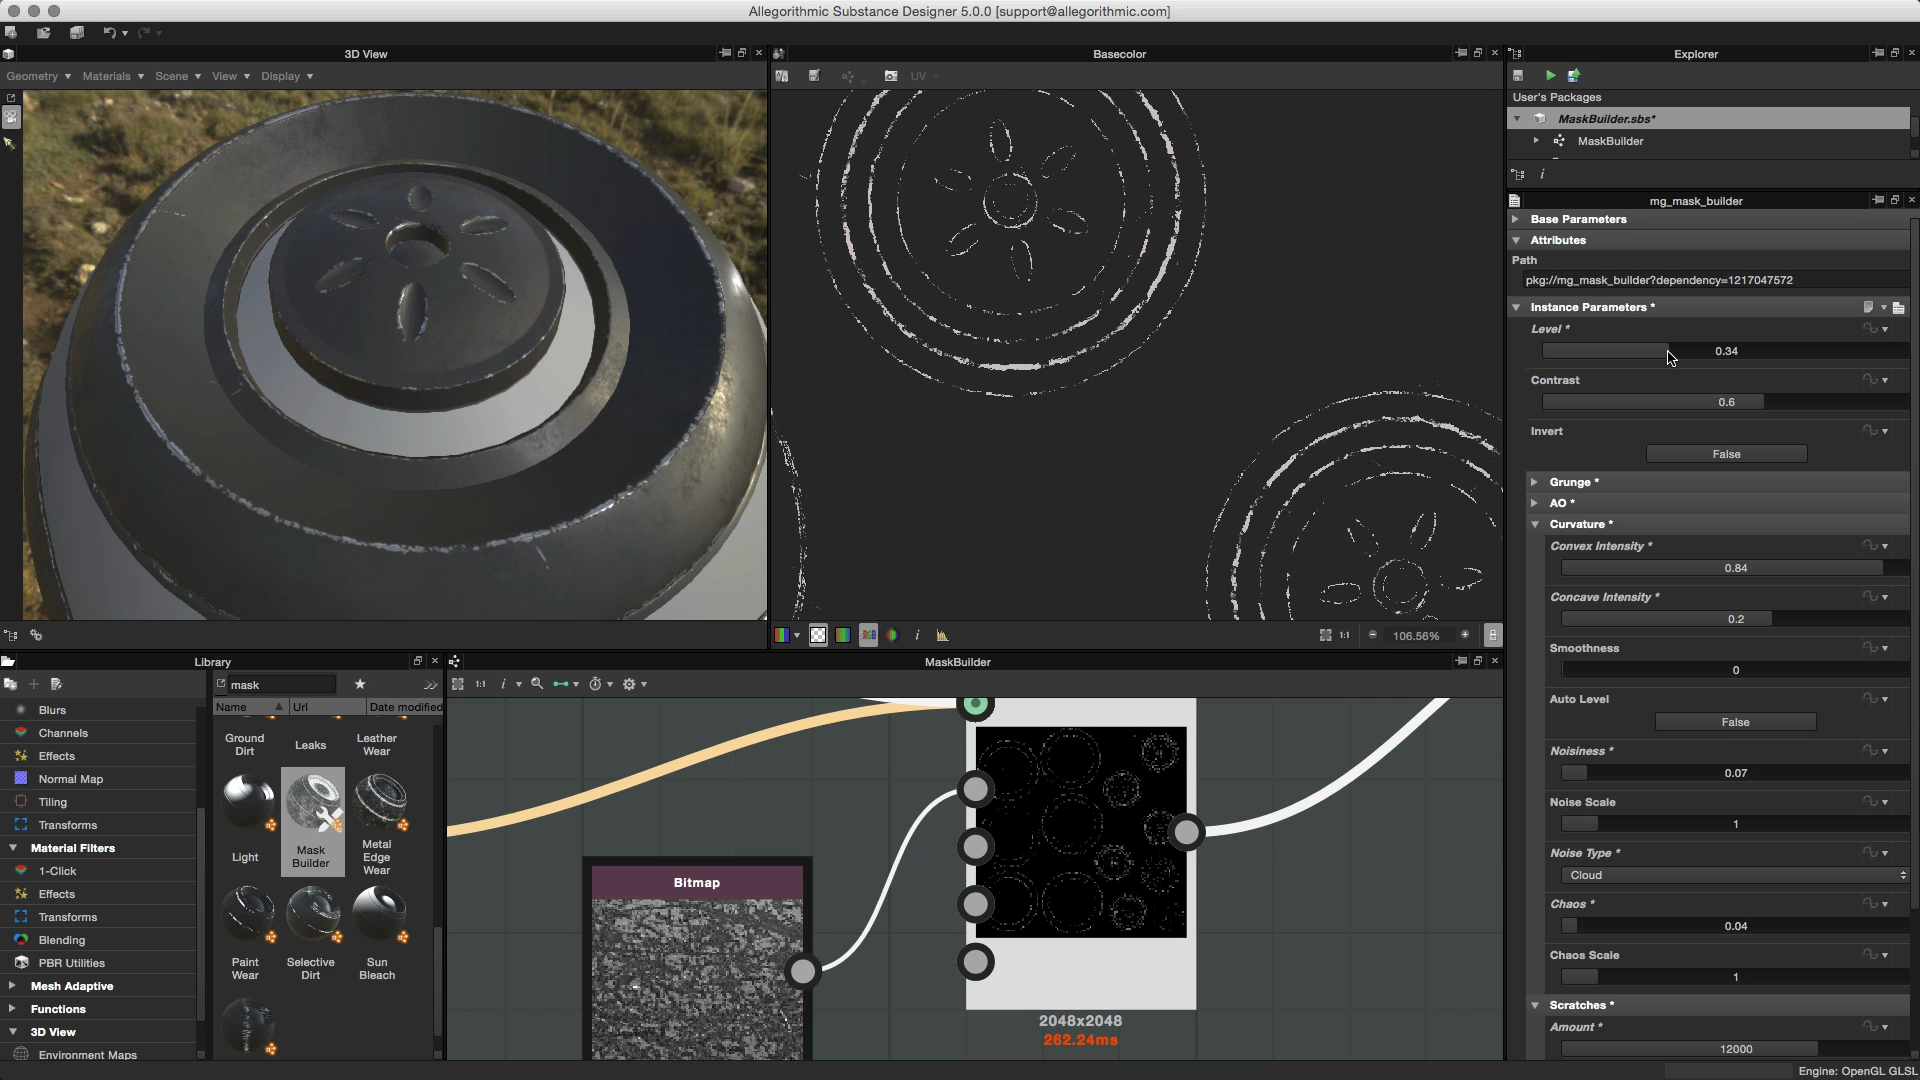 Allegorithmic Substance Designer 5.0.0 [support@allegorithmic.com]
3D View
Geometry
Materials
Scene
View
Display
Basecolor
UV
RGB
1:1
106.56%
Explorer
User's Packages
MaskBuilder.sbs*
MaskBuilder
mg_mask_builder
Base Parameters
Attributes
Path
pkg://mg_mask_builder?dependency=1217047572
Instance Parameters *
Level *
0.34
Contrast
0.6
Invert
False
Grunge *
AO *
Curvature *
Convex Intensity *
0.84
Concave Intensity *
0.2
Smoothness
0
Auto Level
False
Noisiness *
0.07
Noise Scale
1
Noise Type *
Cloud
Chaos *
0.04
Chaos Scale
1
Scratches *
Amount *
12000
Library
Blurs
Channels
Effects
Normal Map
Tiling
Transforms
Material Filters
1-Click
Effects
Transforms
Blending
PBR Utilities
Mesh Adaptive
Functions
3D View
Environment Maps
mask
Name
Url
Date modified
Ground Dirt
Leaks
Leather Wear
Light
Mask Builder
Metal Edge Wear
Paint Wear
Selective Dirt
Sun Bleach
MaskBuilder
1:1
Bitmap
2048x2048
262.24ms
Engine: OpenGL GLSL